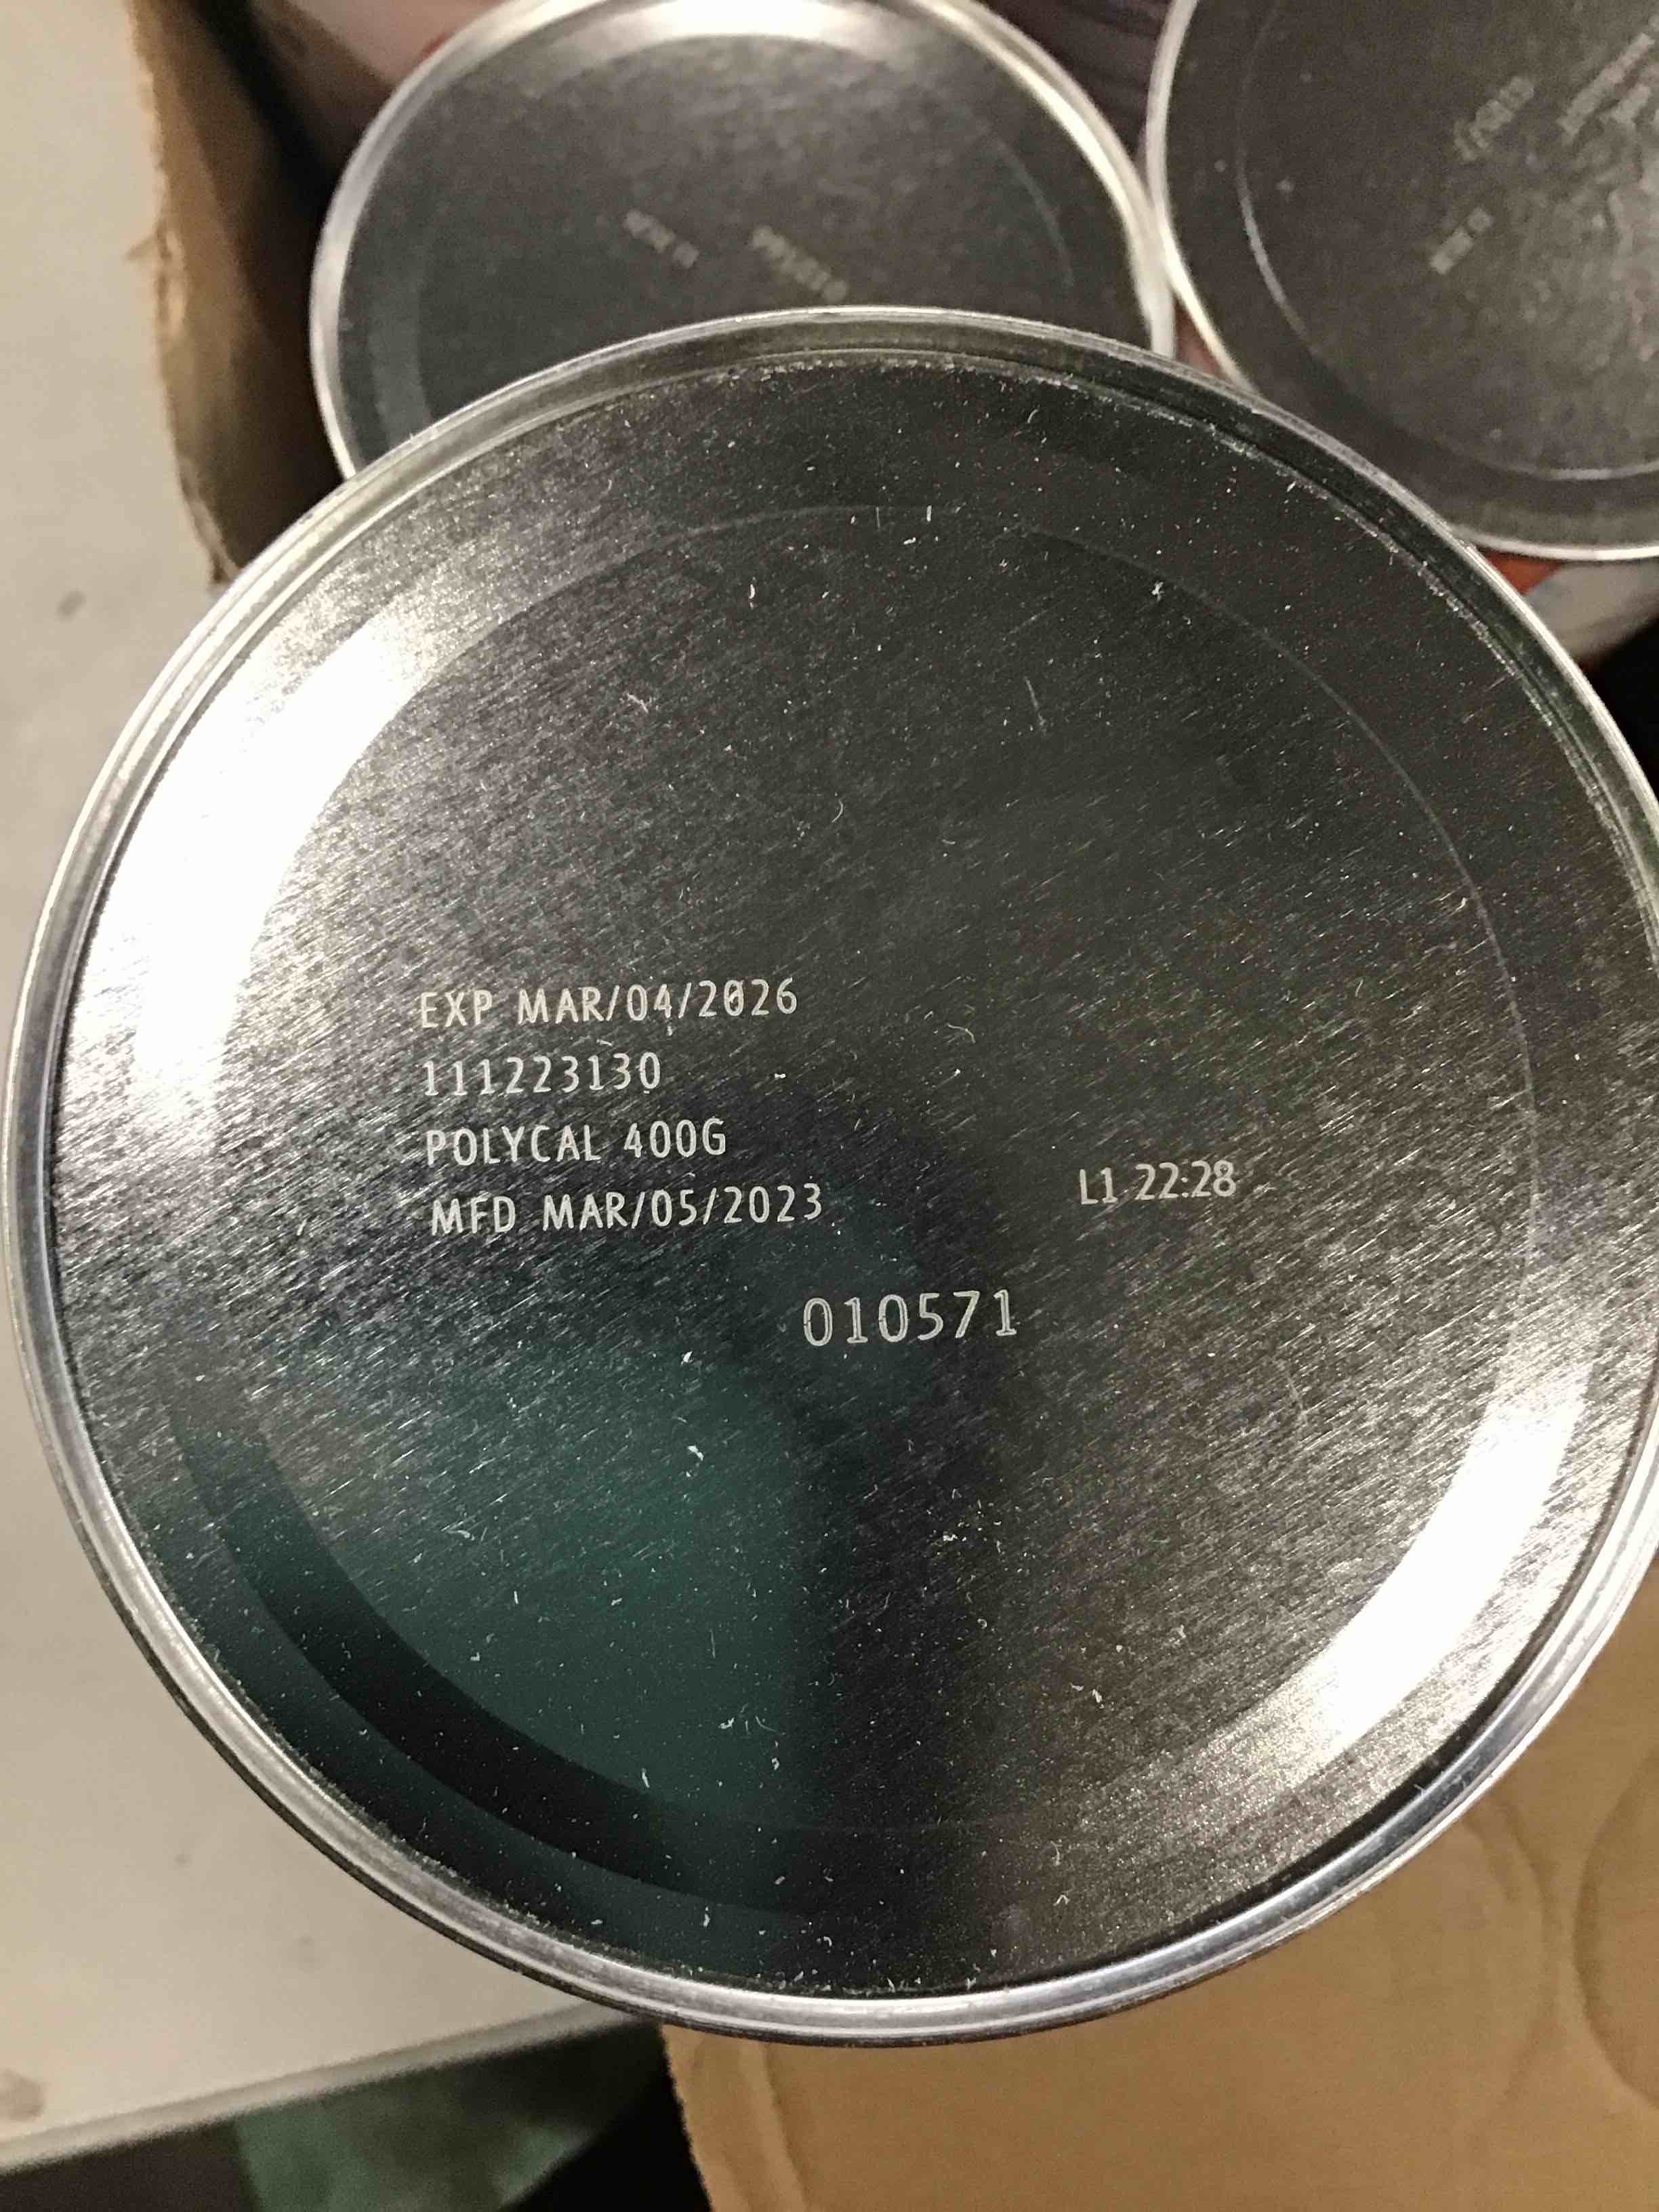 EXP MAR/04/2026
111223130
POLYCAL 400G
MFD MAR/05/2023
L1 22:28
010571